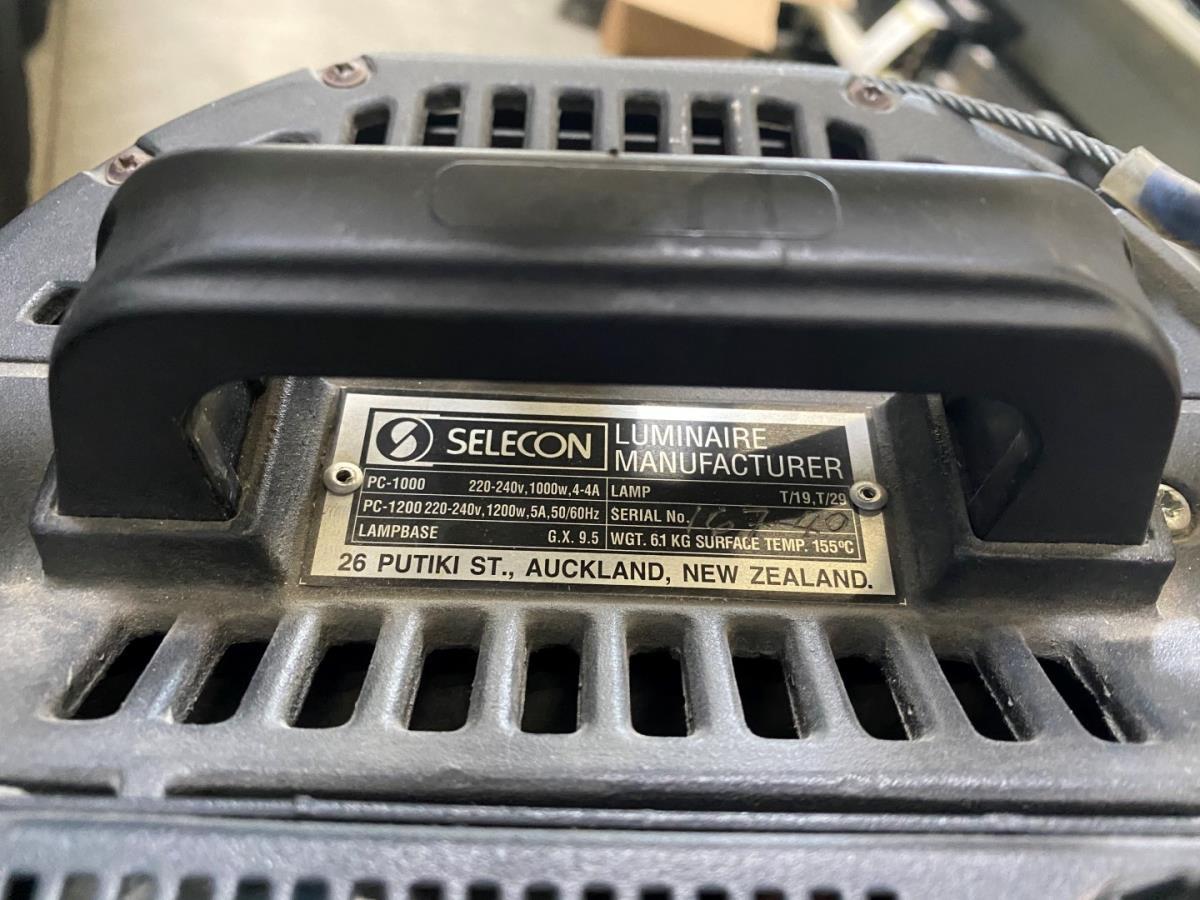 SELECON
LUMINAIRE
MANUFACTURER
PC-1000 220-240v,1000w,4-4A
PC-1200 220-240v,1200w,5A,50/60Hz
LAMPBASE G.X. 9.5
LAMP T/19,T/29
SERIAL No.
WGT. 6.1 KG SURFACE TEMP. 155ºC
26 PUTIKI ST., AUCKLAND, NEW ZEALAND.